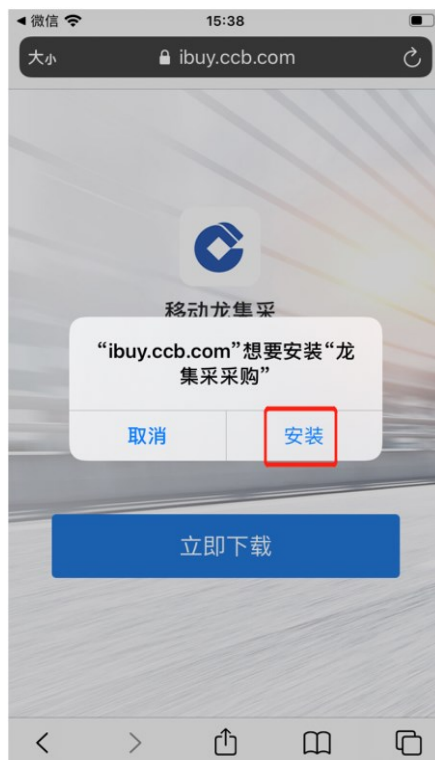 微信
15:38
大小
ibuy.ccb.com
移动龙集采
“ibuy.ccb.com”想要安装“龙
集采采购”
取消
安装
立即下载